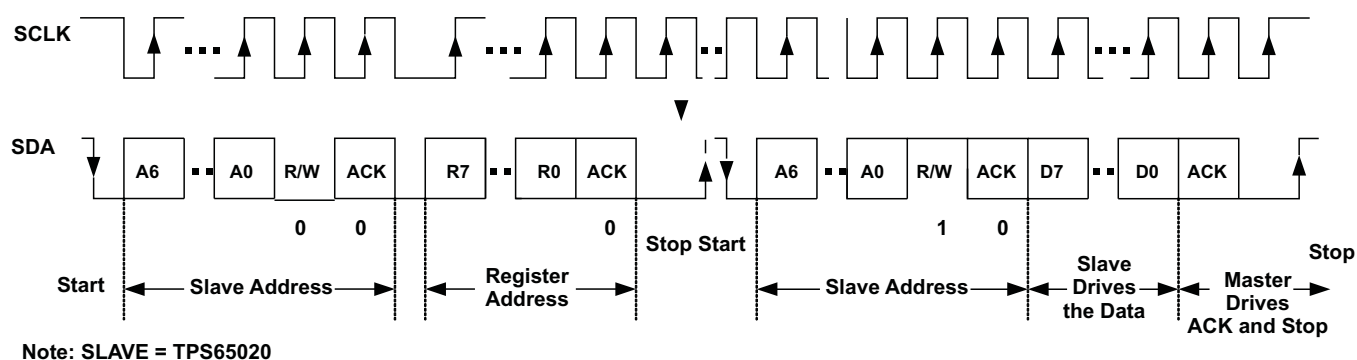 SCLK
SDA
A6 A0 R/W ACK R7 R0 ACK A6 A0 R/W ACK D7 D0 ACK
0 0 0 1 0
Stop Start
Start
Slave Address
Register
Address
Slave Address
Slave
Drives
the Data
Master
Drives
ACK and Stop
Stop
Note: SLAVE = TPS65020